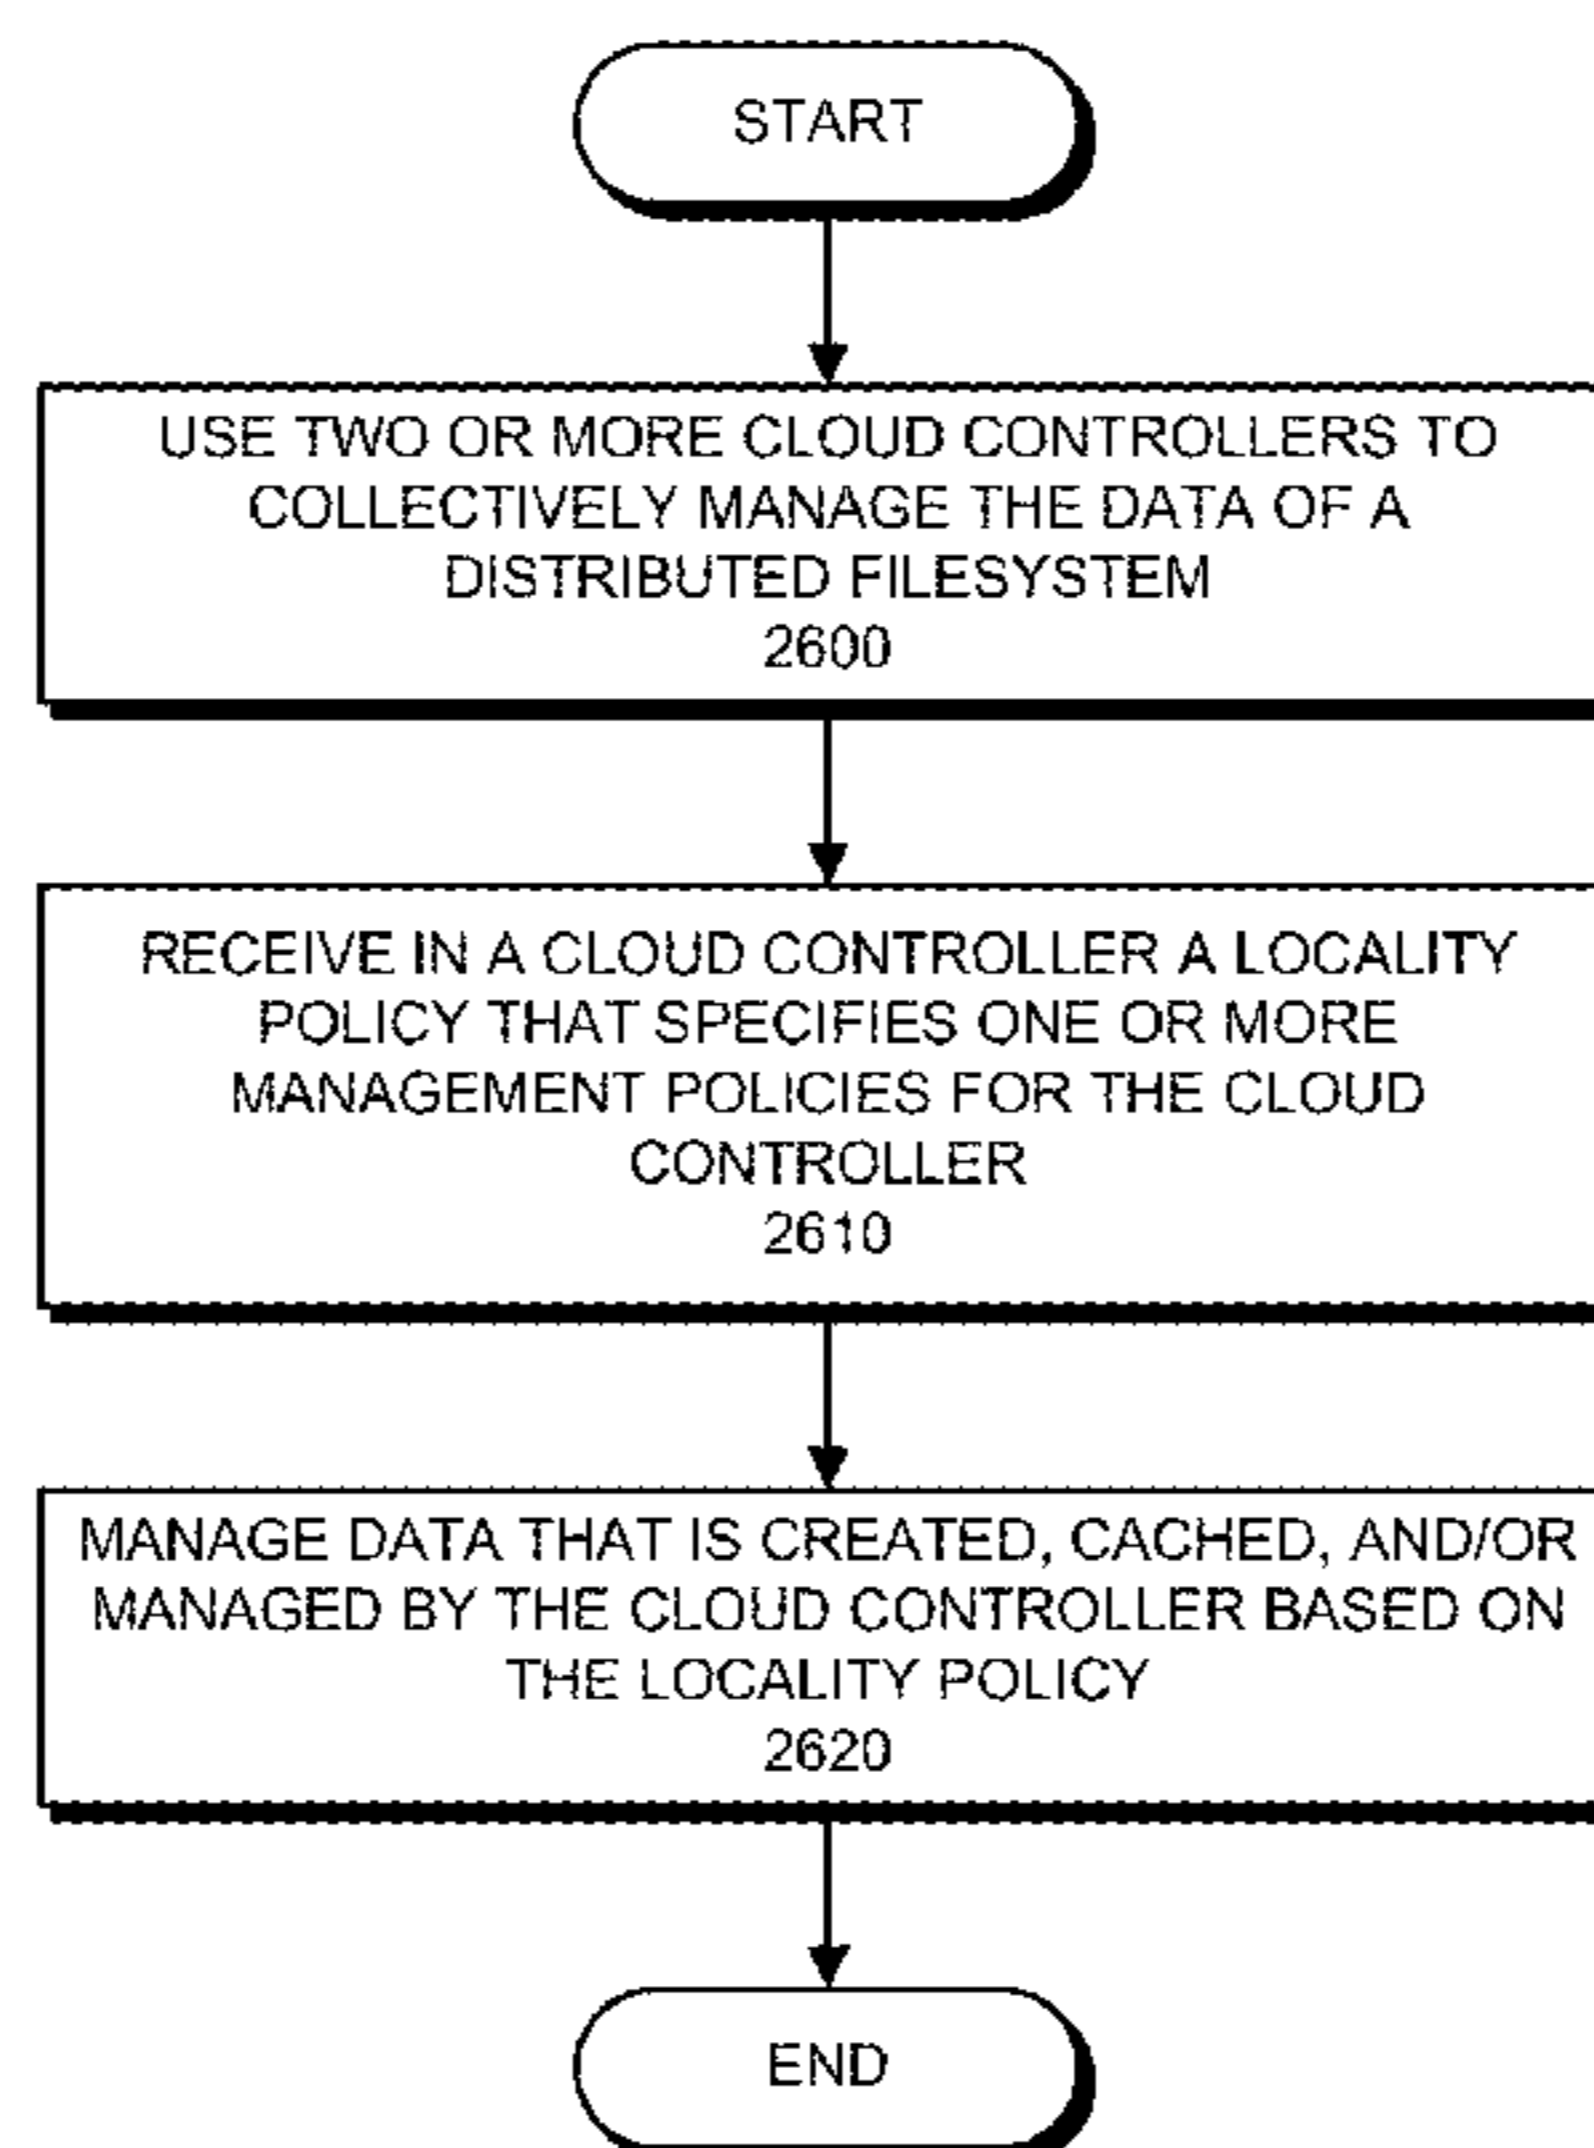 START
USE TWO OR MORE CLOUD CONTROLLERS TO
COLLECTIVELY MANAGE THE DATA OF A
DISTRIBUTED FILESYSTEM
2600
RECEIVE IN A CLOUD CONTROLLER A LOCALITY
POLICY THAT SPECIFIES ONE OR MORE
MANAGEMENT POLICIES FOR THE CLOUD
CONTROLLER
2610
MANAGE DATA THAT IS CREATED, CACHED, AND/OR
MANAGED BY THE CLOUD CONTROLLER BASED ON
THE LOCALITY POLICY
2620
END